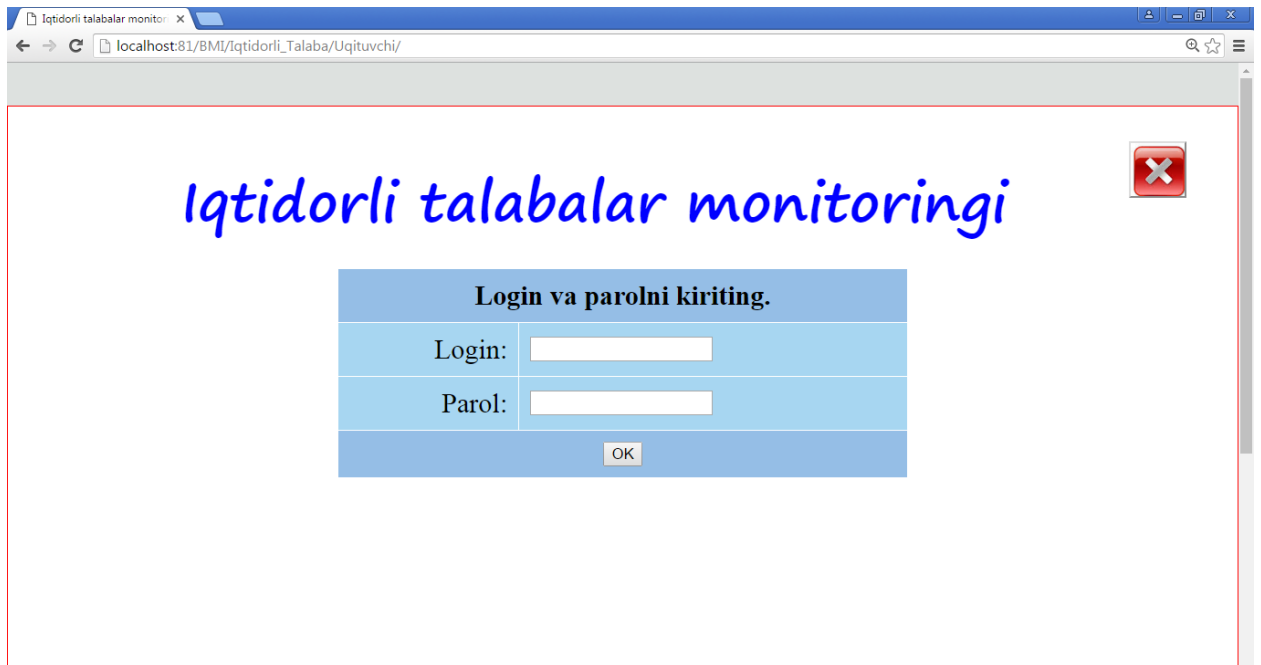 Iqtidorli talabalar monitor
localhost:81/BMI/Iqtidorli_Talaba/Uqituvchi/
Iqtidorli talabalar monitoringi
Login va parolni kiriting.
Login:
Parol:
OK